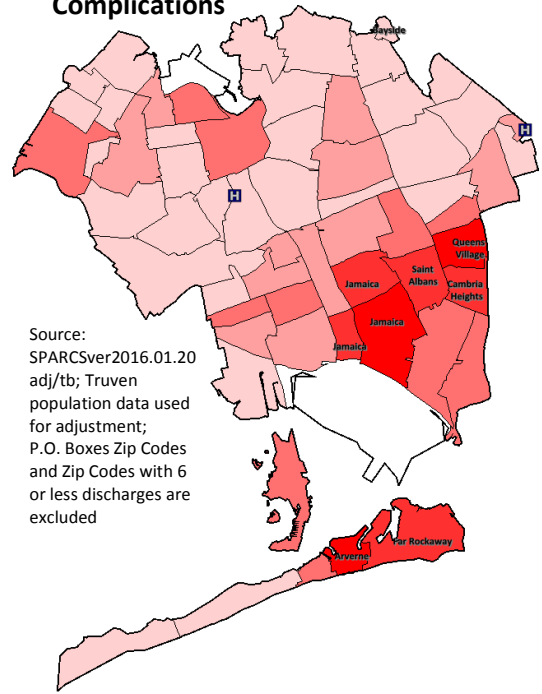 Complications
Bayside
H
H
Queens
Village
Saint
Albans
Jamaica
Cambria
Heights
Jamaica
Jamaica
Source:
SPARCSver2016.01.20
adj/tb; Truven
population data used
for adjustment;
P.O. Boxes Zip Codes
and Zip Codes with 6
or less discharges are
excluded
Far Rockaway
Arverne